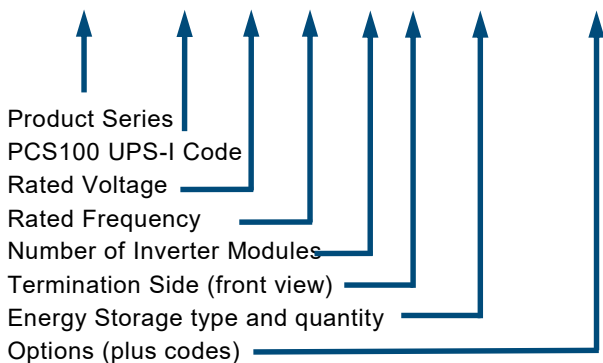 Product Series
PCS100 UPS-I Code
Rated Voltage
Rated Frequency
Number of Inverter Modules
Termination Side (front view)
Energy Storage type and quantity
Options (plus codes)